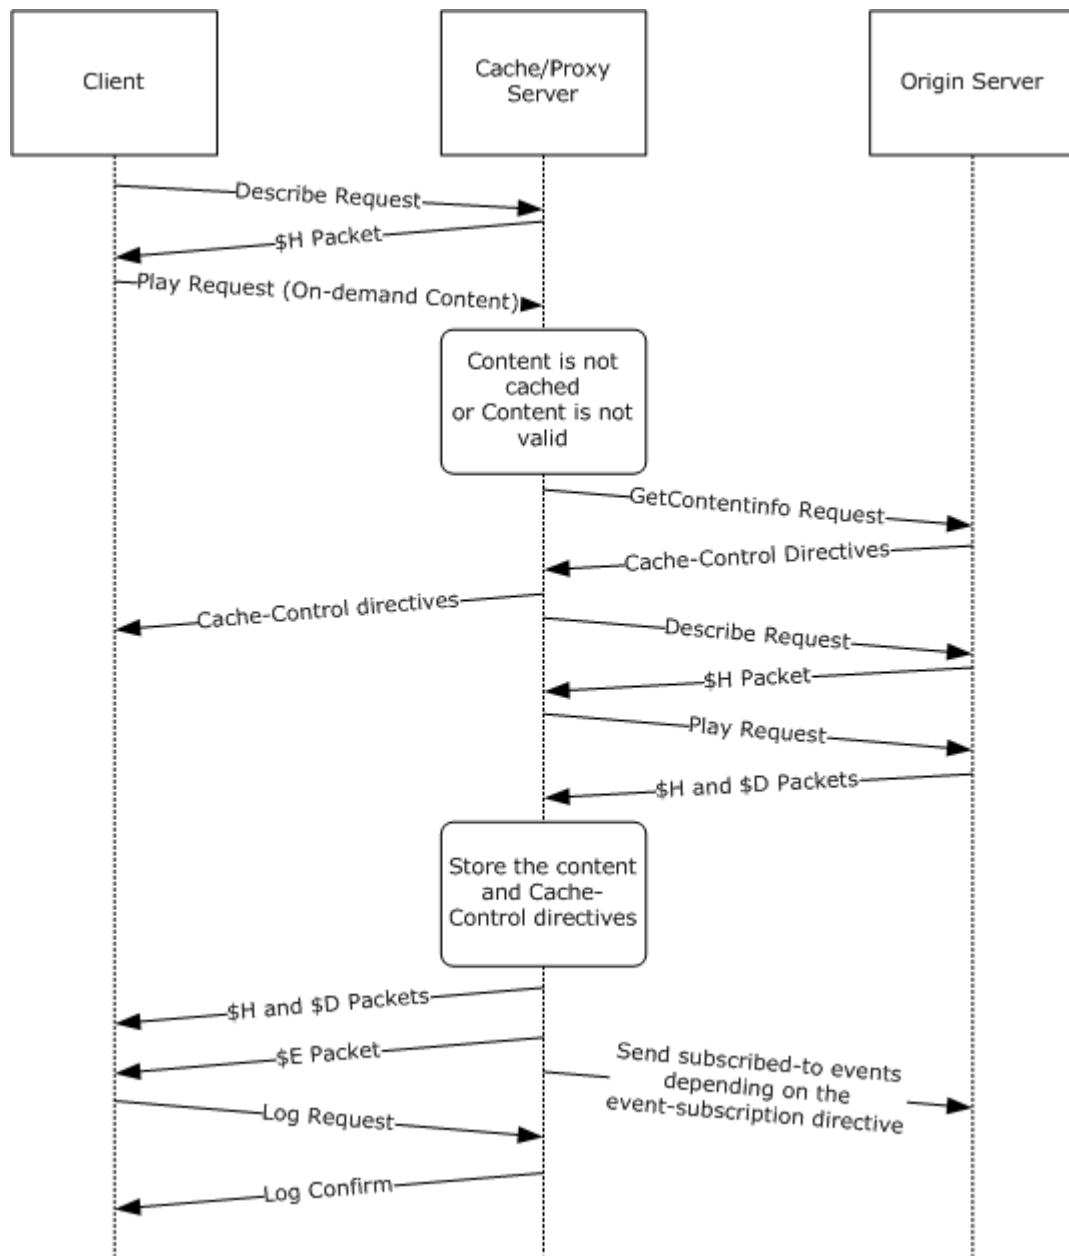 Client
Cache/Proxy
Server
Origin Server
Describe Request
$H Packet
Play Request (On-demand Content)
Content is not
cached
or Content is not
valid
GetContentinfo Request
Cache-Control Directives
Cache-Control directives
Describe Request
$H Packet
Play Request
$H and $D Packets
Store the content
and Cache-
Control directives
$H and $D Packets
$E Packet
Send subscribed-to events
depending on the
event-subscription directive
Log Request
Log Confirm